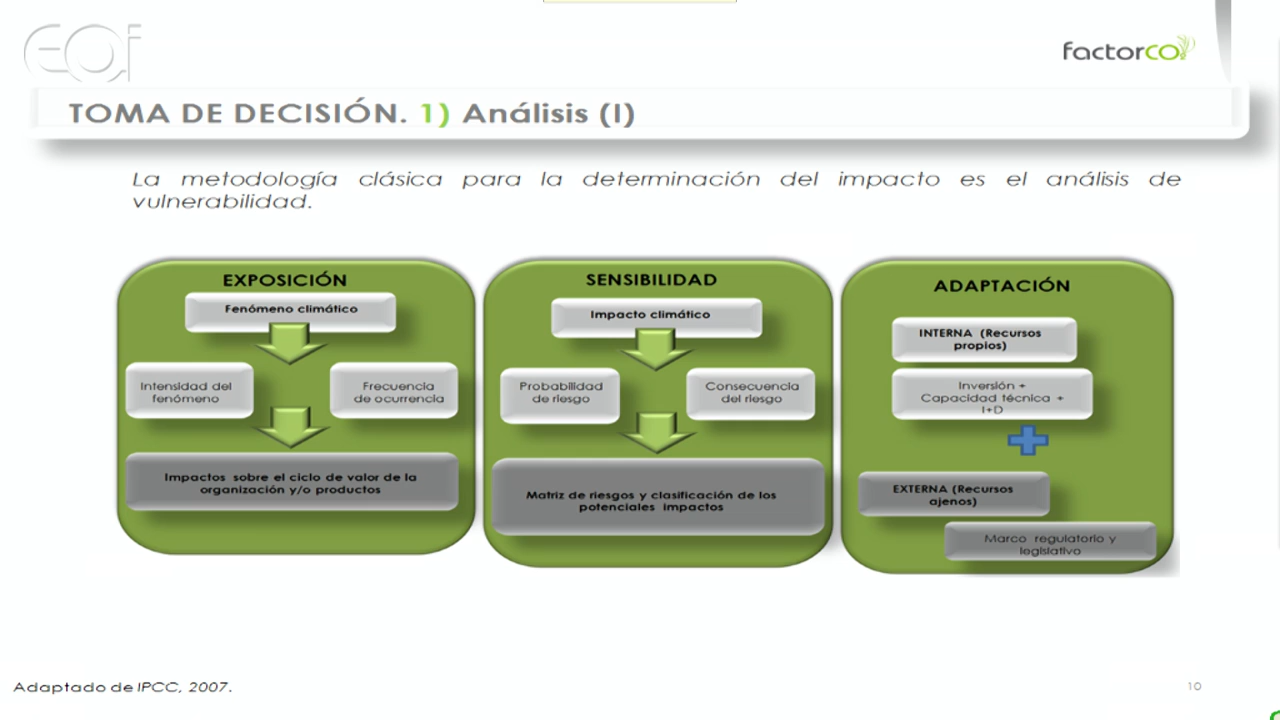 eoi
factorCO₂
TOMA DE DECISIÓN. 1) Análisis (I)
La metodología clásica para la determinación del impacto es el análisis de
vulnerabilidad.
EXPOSICIÓN
Fenómeno climático
Intensidad del
fenómeno
Frecuencia
de ocurrencia
Impactos sobre el ciclo de valor de la
organización y/o productos
SENSIBILIDAD
Impacto climático
Probabilidad
de riesgo
Consecuencia
del riesgo
Matriz de riesgos y clasificación de los
potenciales impactos
ADAPTACIÓN
INTERNA (Recursos
propios)
Inversión +
Capacidad técnica +
I+D
EXTERNA (Recursos
ajenos)
Marco regulatorio y
legislativo
Adaptado de IPCC, 2007.
10